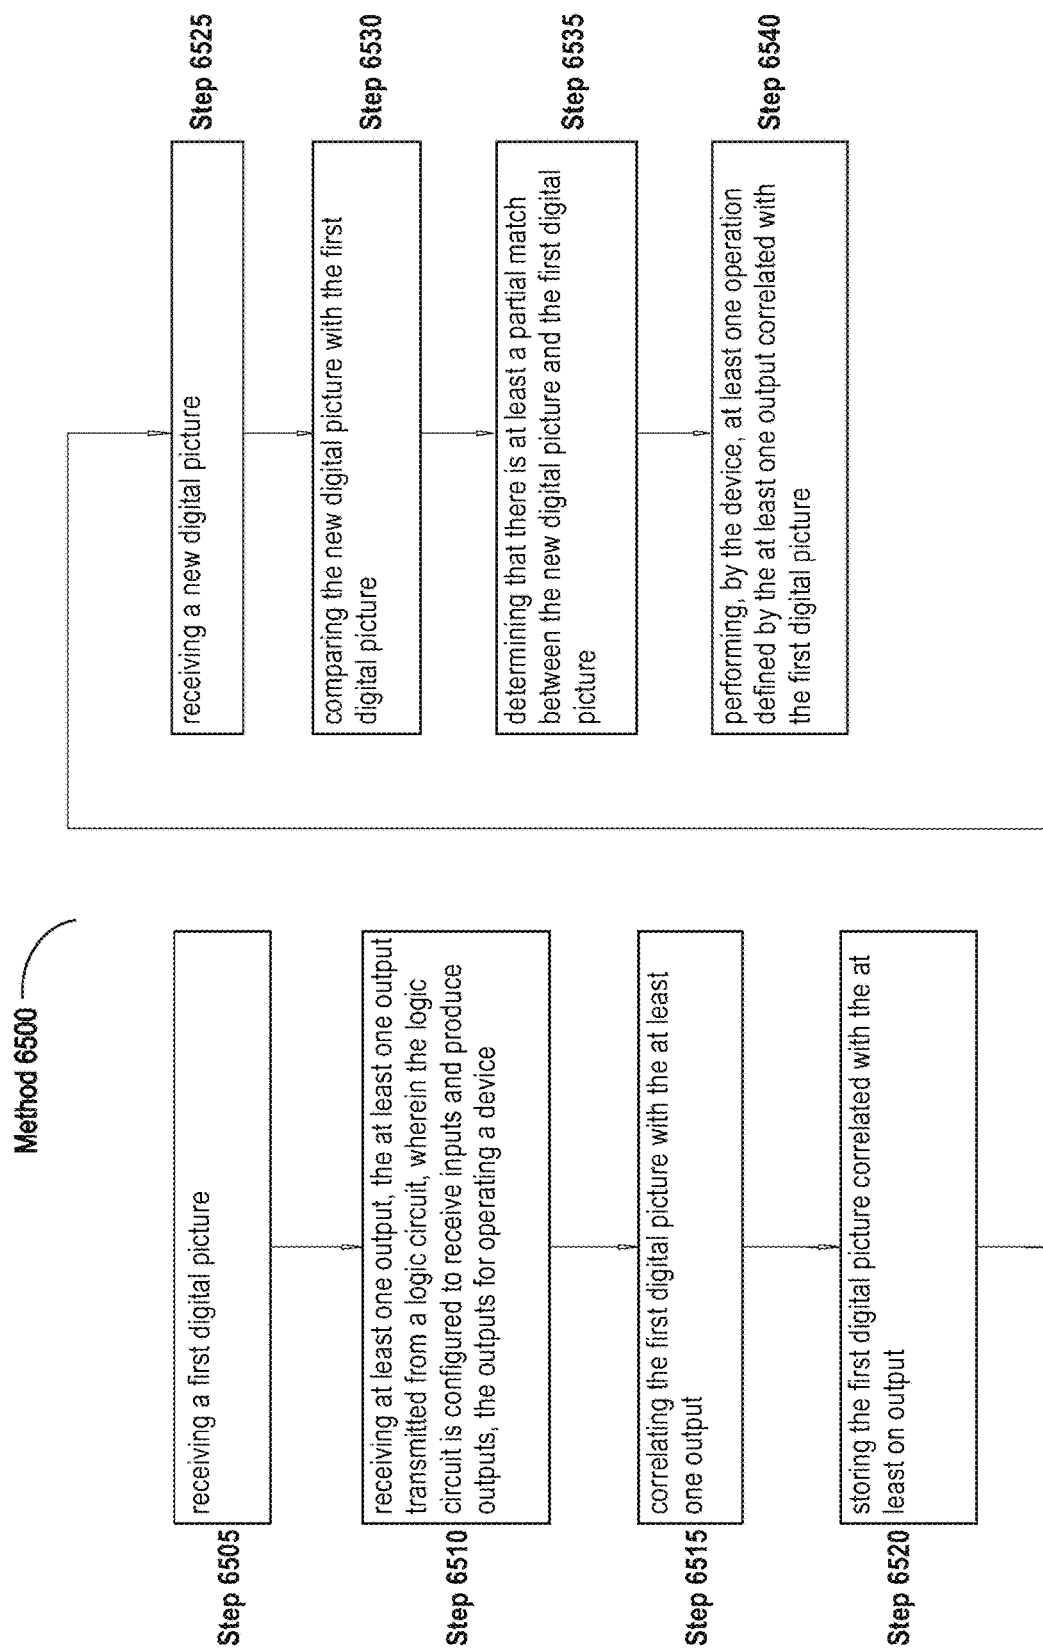 Method 6500
Step 6505
receiving a first digital picture
Step 6510
receiving at least one output, the at least one output
transmitted from a logic circuit, wherein the logic
circuit is configured to receive inputs and produce
outputs, the outputs for operating a device
Step 6515
correlating the first digital picture with the at least
one output
Step 6520
storing the first digital picture correlated with the at
least on output
receiving a new digital picture
Step 6525
comparing the new digital picture with the first
digital picture
Step 6530
determining that there is at least a partial match
between the new digital picture and the first digital
picture
Step 6535
performing, by the device, at least one operation
defined by the at least one output correlated with
the first digital picture
Step 6540